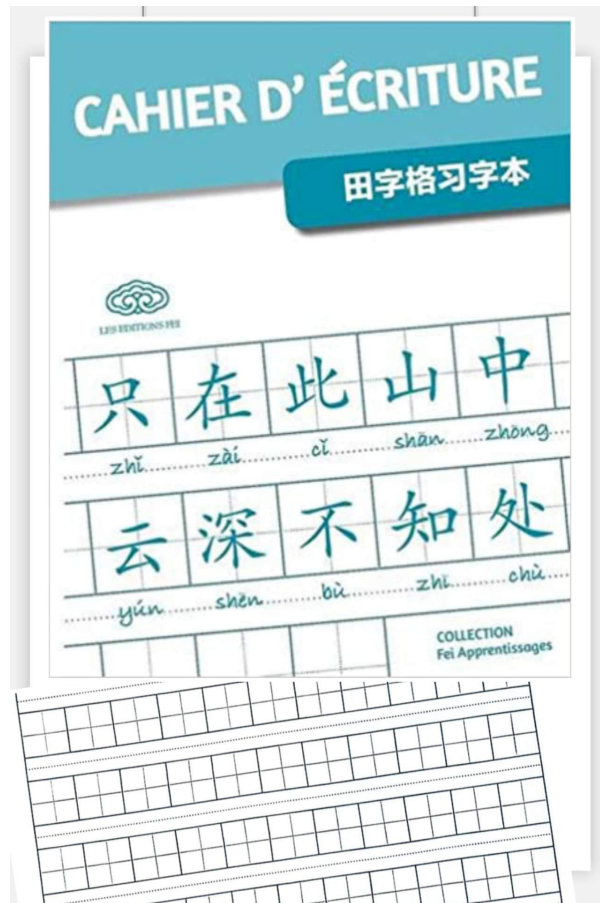 CAHIER D' ÉCRITURE
田字格习字本
LES EDITIONS FEI
只在此山中
zhǐ zài cǐ shān zhōng
云深不知处
yún shēn bù zhī chù
COLLECTION
Fei Apprentissages